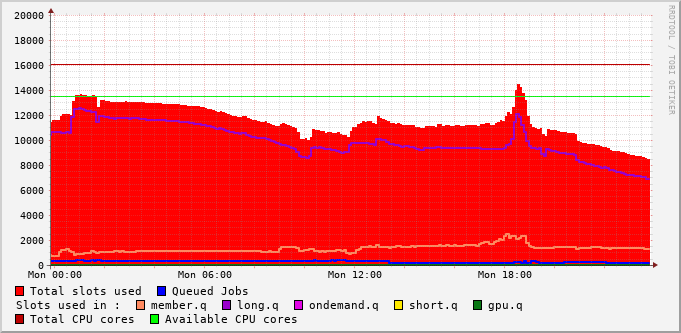 20000
18000
16000
14000
12000
10000
8000
6000
4000
2000
0
Mon 00:00 Mon 06:00 Mon 12:00 Mon 18:00
RRDTOOL / TOBI OETIKER
Total slots used Queued Jobs
Slots used in : member.q long.q ondemand.q short.q gpu.q
Total CPU cores Available CPU cores